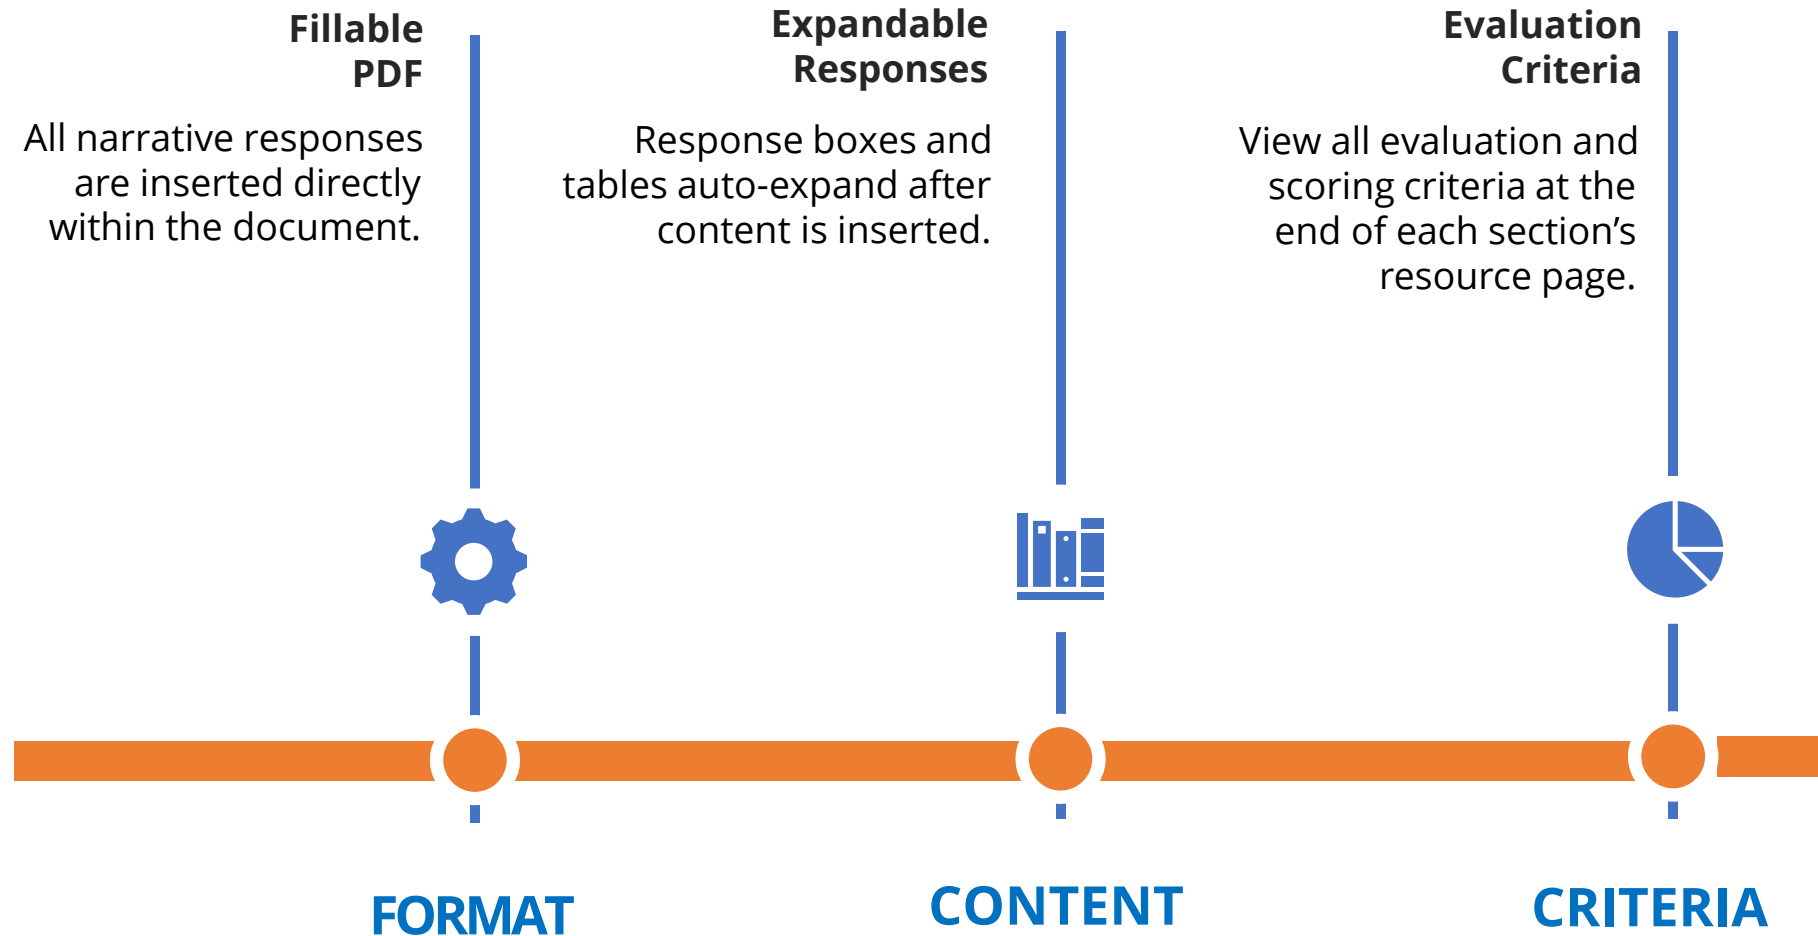 Fillable
PDF
All narrative responses
are inserted directly
within the document.
Expandable
Responses
Response boxes and
tables auto-expand after
content is inserted.
Evaluation
Criteria
View all evaluation and
scoring criteria at the
end of each section’s
resource page.
FORMAT
CONTENT
CRITERIA